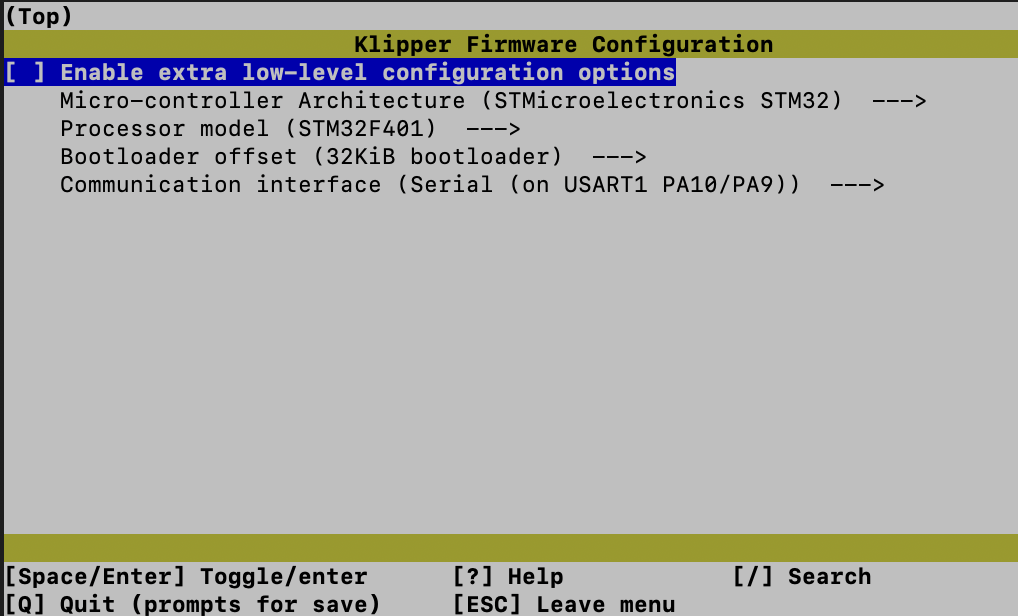 (Top)
Klipper Firmware Configuration
[ ] Enable extra low-level configuration options
Micro-controller Architecture (STMicroelectronics STM32)  --->
Processor model (STM32F401)  --->
Bootloader offset (32KiB bootloader)  --->
Communication interface (Serial (on USART1 PA10/PA9))  --->
[Space/Enter] Toggle/enter      [?] Help            [/] Search
[Q] Quit (prompts for save)     [ESC] Leave menu